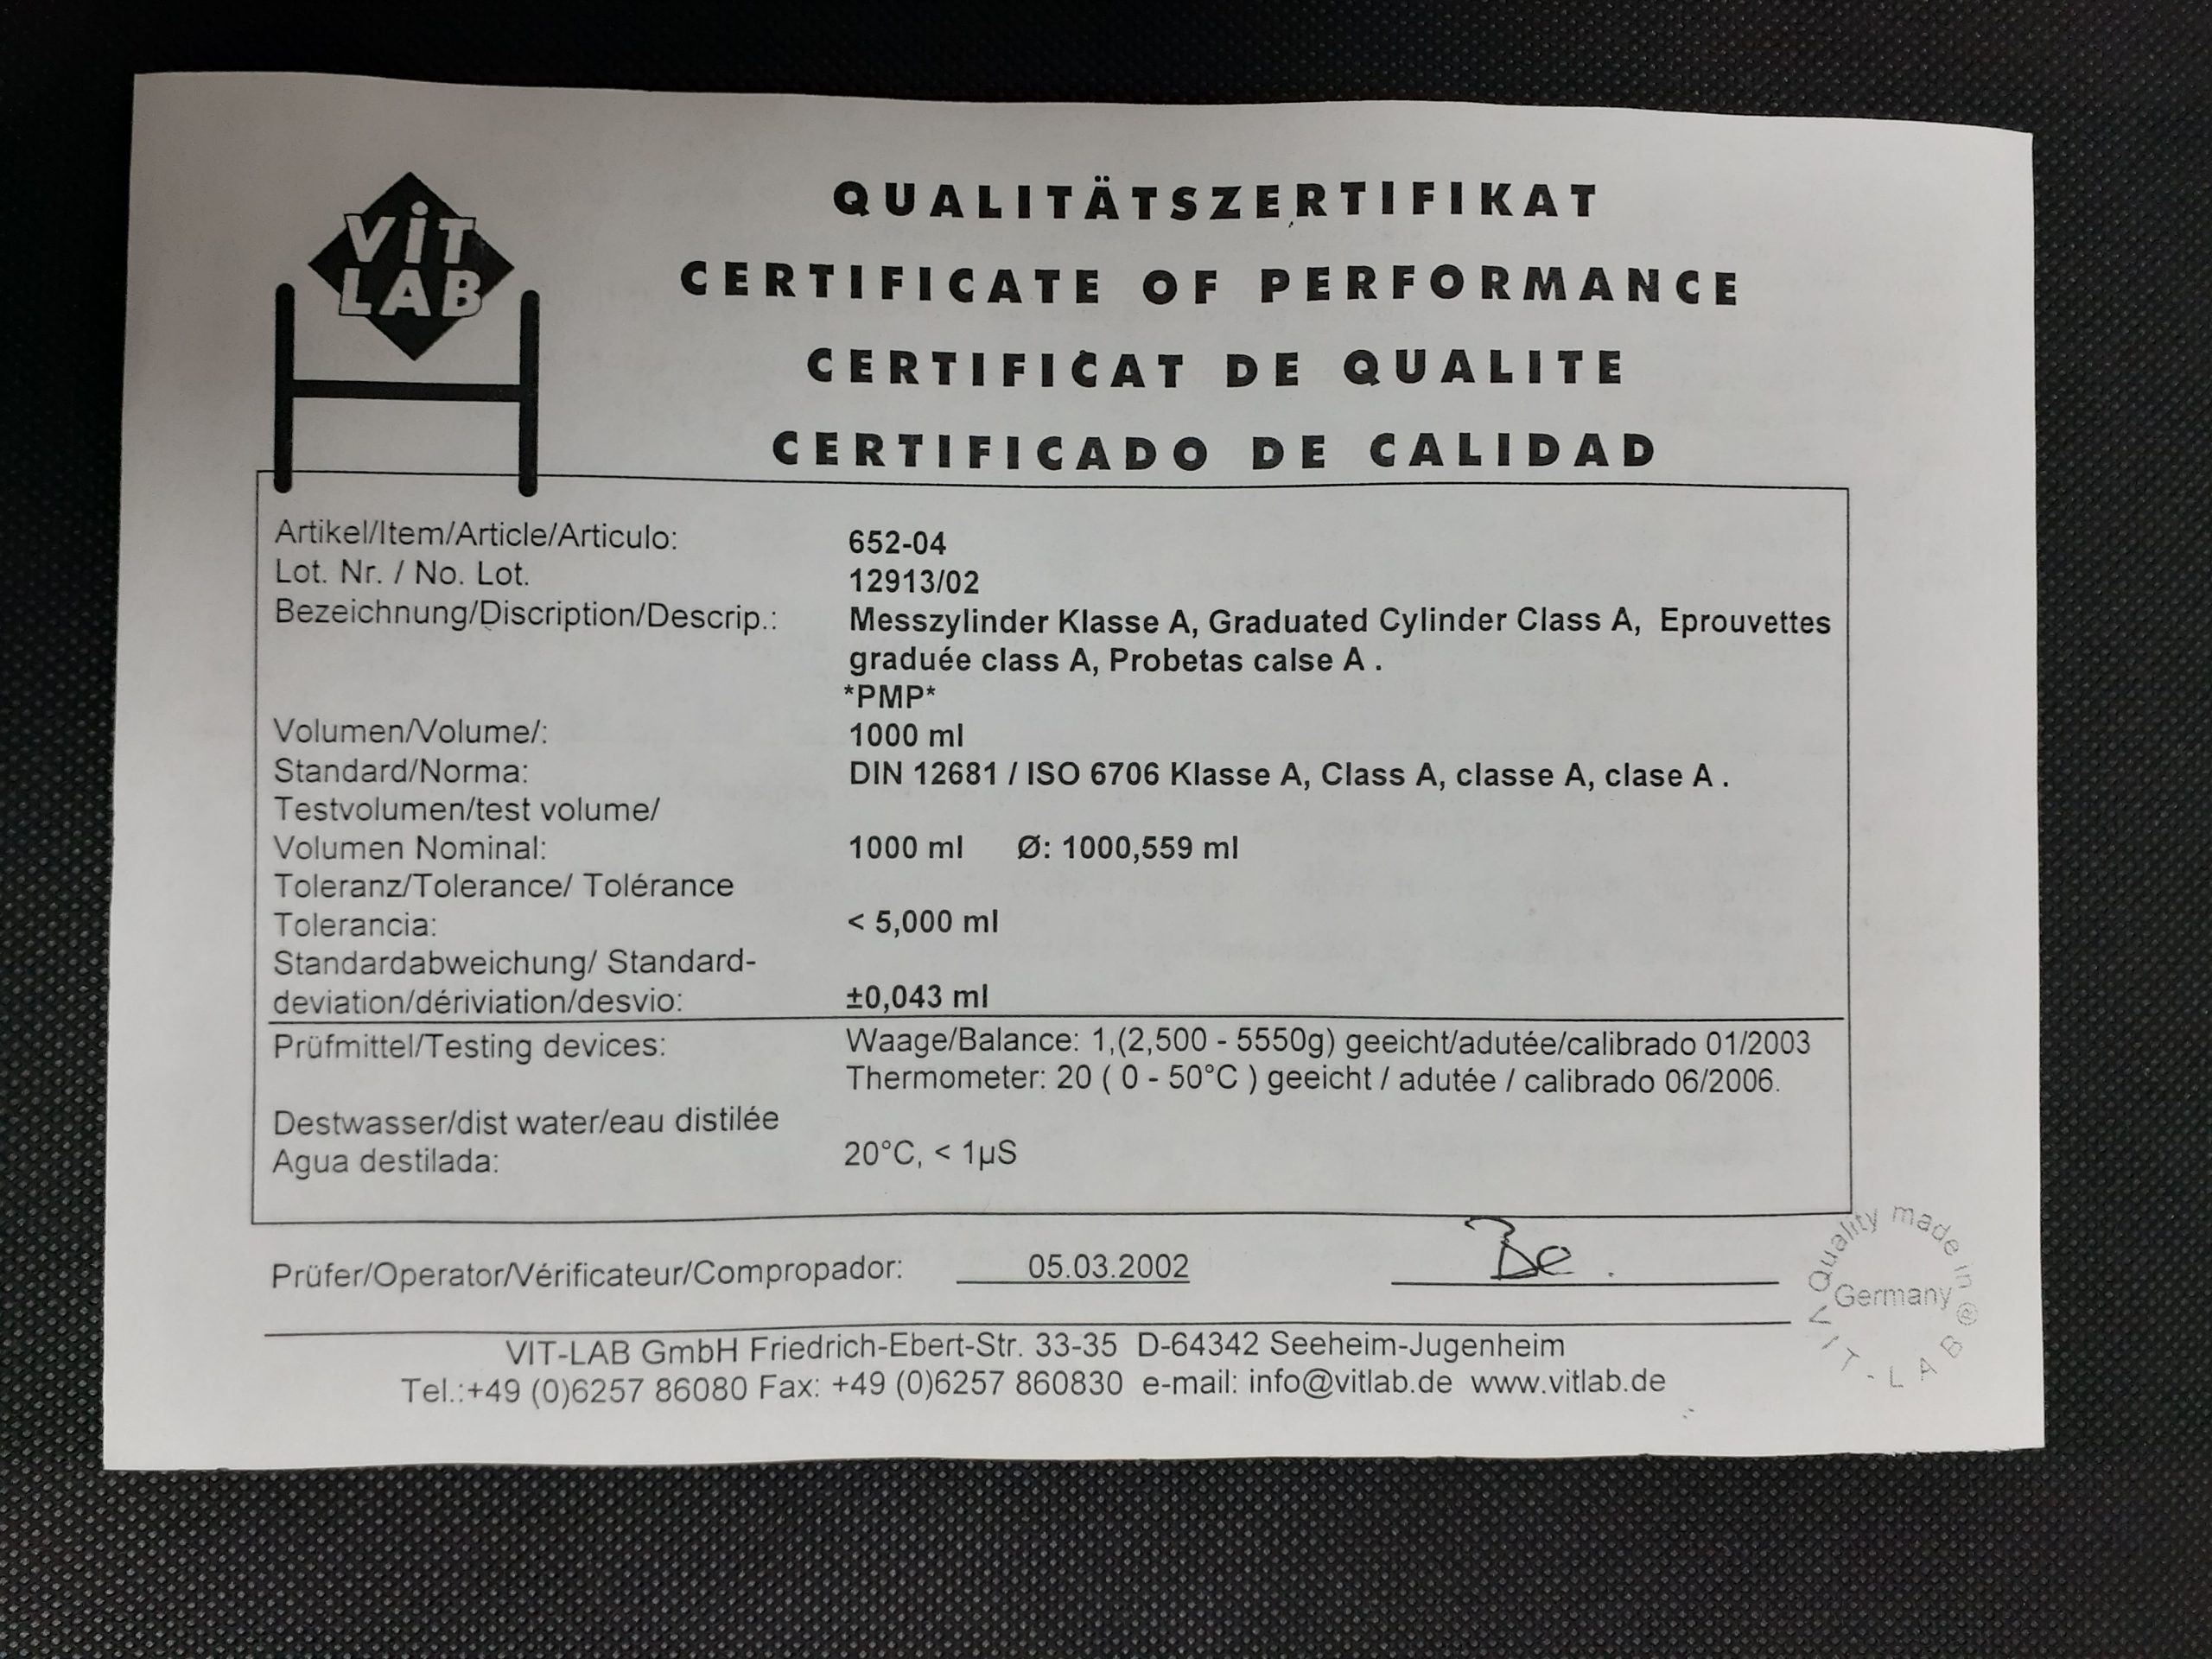 VIT
LAB
QUALITÄTSZERTIFIKAT
CERTIFICATE OF PERFORMANCE
CERTIFICAT DE QUALITE
CERTIFICADO DE CALIDAD
Artikel/Item/Article/Articulo: 652-04
Lot. Nr. / No. Lot. 12913/02
Bezeichnung/Discription/Descrip.: Messzylinder Klasse A, Graduated Cylinder Class A, Eprouvettes
graduée class A, Probetas calse A .
*PMP*
Volumen/Volume/: 1000 ml
Standard/Norma: DIN 12681 / ISO 6706 Klasse A, Class A, classe A, clase A .
Testvolumen/test volume/
Volumen Nominal: 1000 ml Ø: 1000,559 ml
Toleranz/Tolerance/ Tolérance
Tolerancia: < 5,000 ml
Standardabweichung/ Standard-
deviation/dériviation/desvio: ±0,043 ml
Prüfmittel/Testing devices: Waage/Balance: 1,(2,500 - 5550g) geeicht/adutée/calibrado 01/2003
Thermometer: 20 ( 0 - 50°C ) geeicht / adutée / calibrado 06/2006.
Destwasser/dist water/eau distilée
Agua destilada: 20°C, < 1µS
Prüfer/Operator/Vérificateur/Compropador: 05.03.2002 Be .
Quality made in
Germany
VIT-LAB ®
VIT-LAB GmbH Friedrich-Ebert-Str. 33-35 D-64342 Seeheim-Jugenheim
Tel.:+49 (0)6257 86080 Fax: +49 (0)6257 860830 e-mail: info@vitlab.de www.vitlab.de